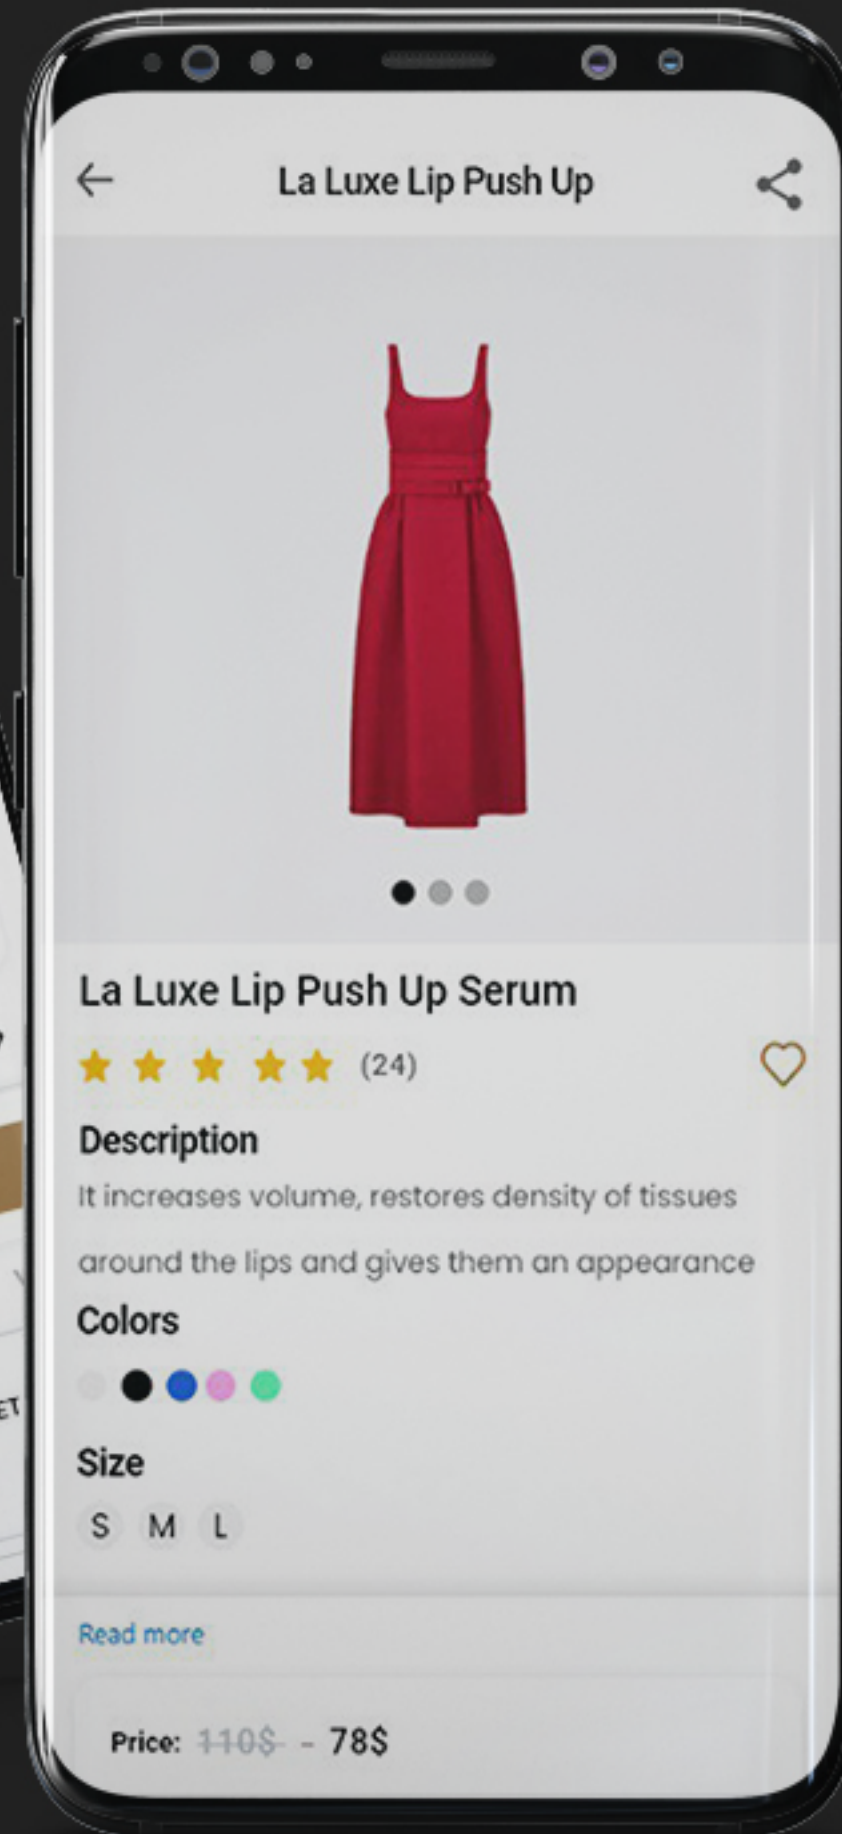 La Luxe Lip Push Up
La Luxe Lip Push Up Serum
(24)
Description
It increases volume, restores density of tissues
around the lips and gives them an appearance
Colors
Size
S M L
Read more
Price: 110$ - 78$
ET